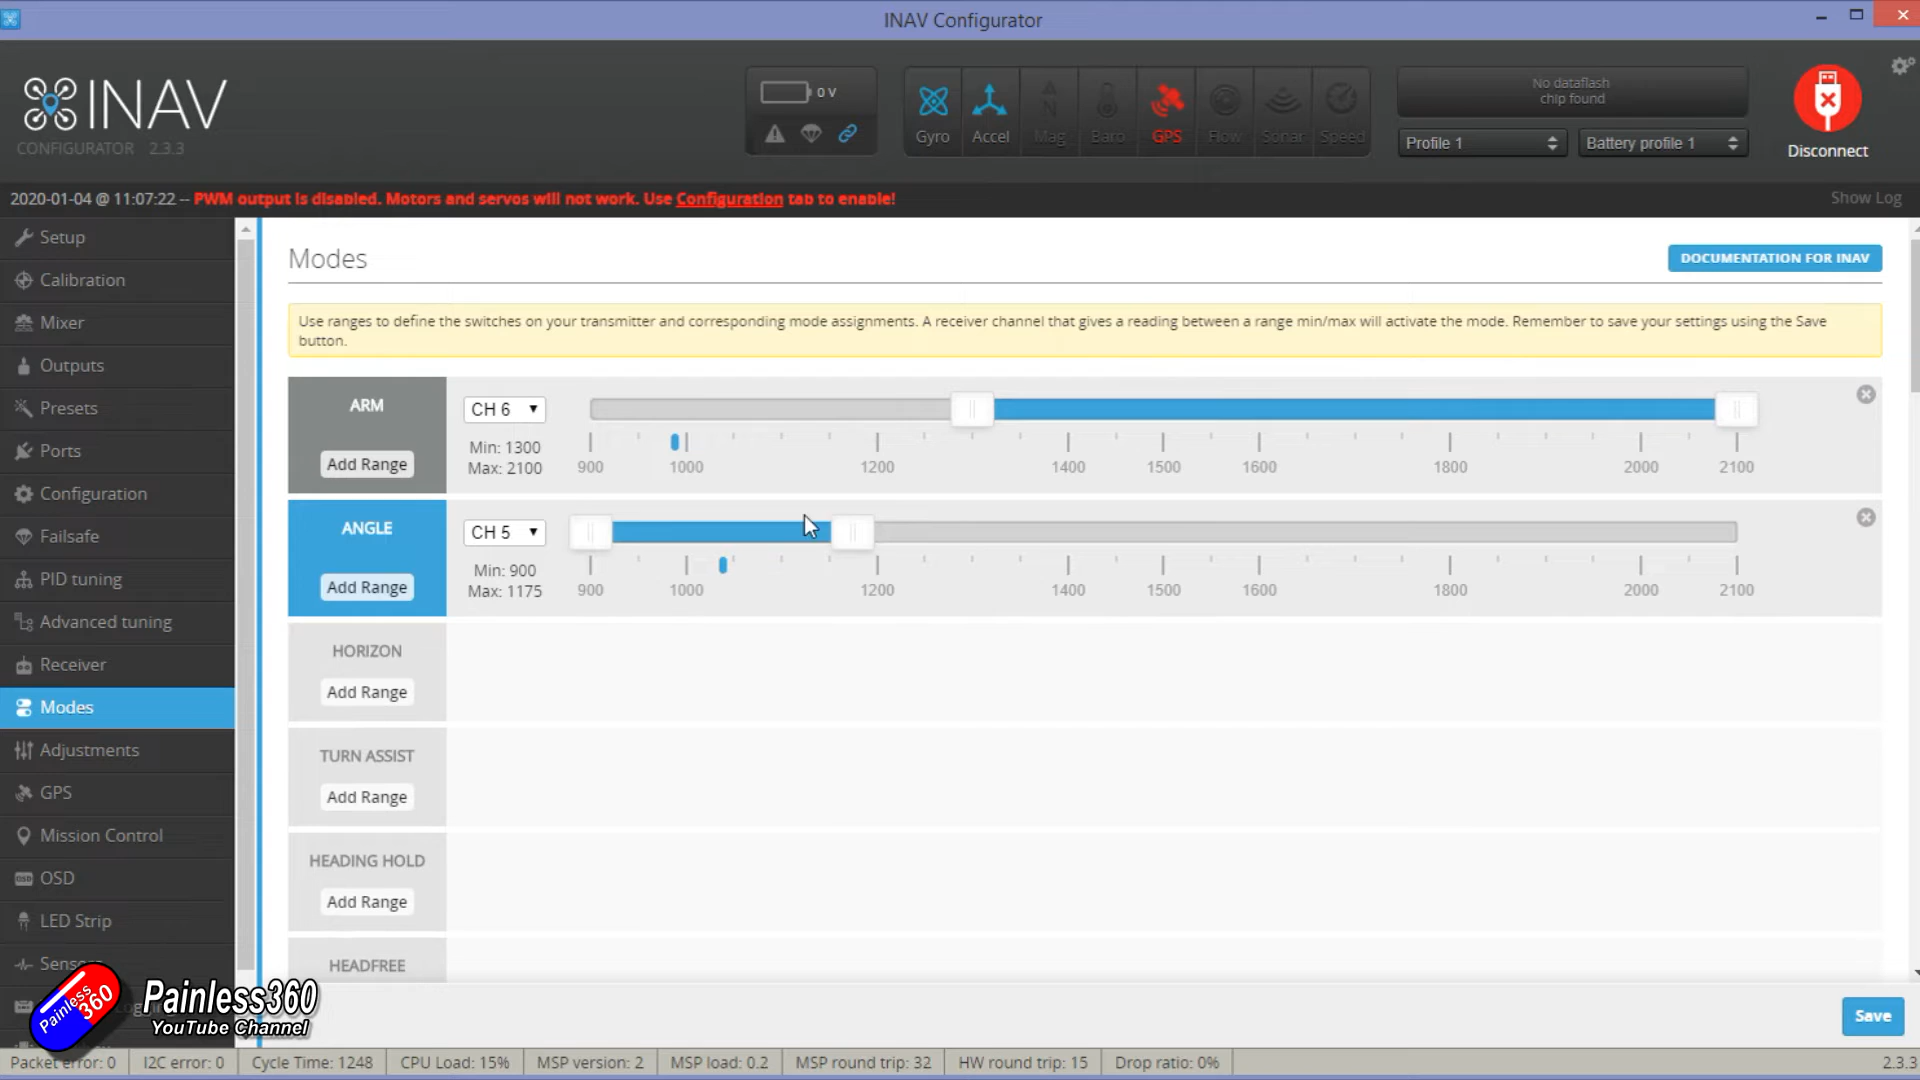 INAV Configurator
INAV
CONFIGURATOR 2.3.3
0 V
Gyro
Accel
Mag
Baro
GPS
Flow
Sonar
Speed
No dataflash
chip found
Profile 1
Battery profile 1
Disconnect
2020-01-04 @ 11:07:22 -- PWM output is disabled. Motors and servos will not work. Use Configuration tab to enable!
Show Log
Setup
Calibration
Mixer
Outputs
Presets
Ports
Configuration
Failsafe
PID tuning
Advanced tuning
Receiver
Modes
Adjustments
GPS
Mission Control
OSD
LED Strip
Modes
DOCUMENTATION FOR INAV
Use ranges to define the switches on your transmitter and corresponding mode assignments. A receiver channel that gives a reading between a range min/max will activate the mode. Remember to save your settings using the Save
button.
ARM
Add Range
CH 6
Min: 1300
Max: 2100
900 1000 1200 1400 1500 1600 1800 2000 2100
ANGLE
Add Range
CH 5
Min: 900
Max: 1175
900 1000 1200 1400 1500 1600 1800 2000 2100
HORIZON
Add Range
TURN ASSIST
Add Range
HEADING HOLD
Add Range
HEADFREE
Save
Painless360
Painless360
YouTube Channel
Packet error: 0
I2C error: 0
Cycle Time: 1248
CPU Load: 15%
MSP version: 2
MSP load: 0.2
MSP round trip: 32
HW round trip: 15
Drop ratio: 0%
2.3.3